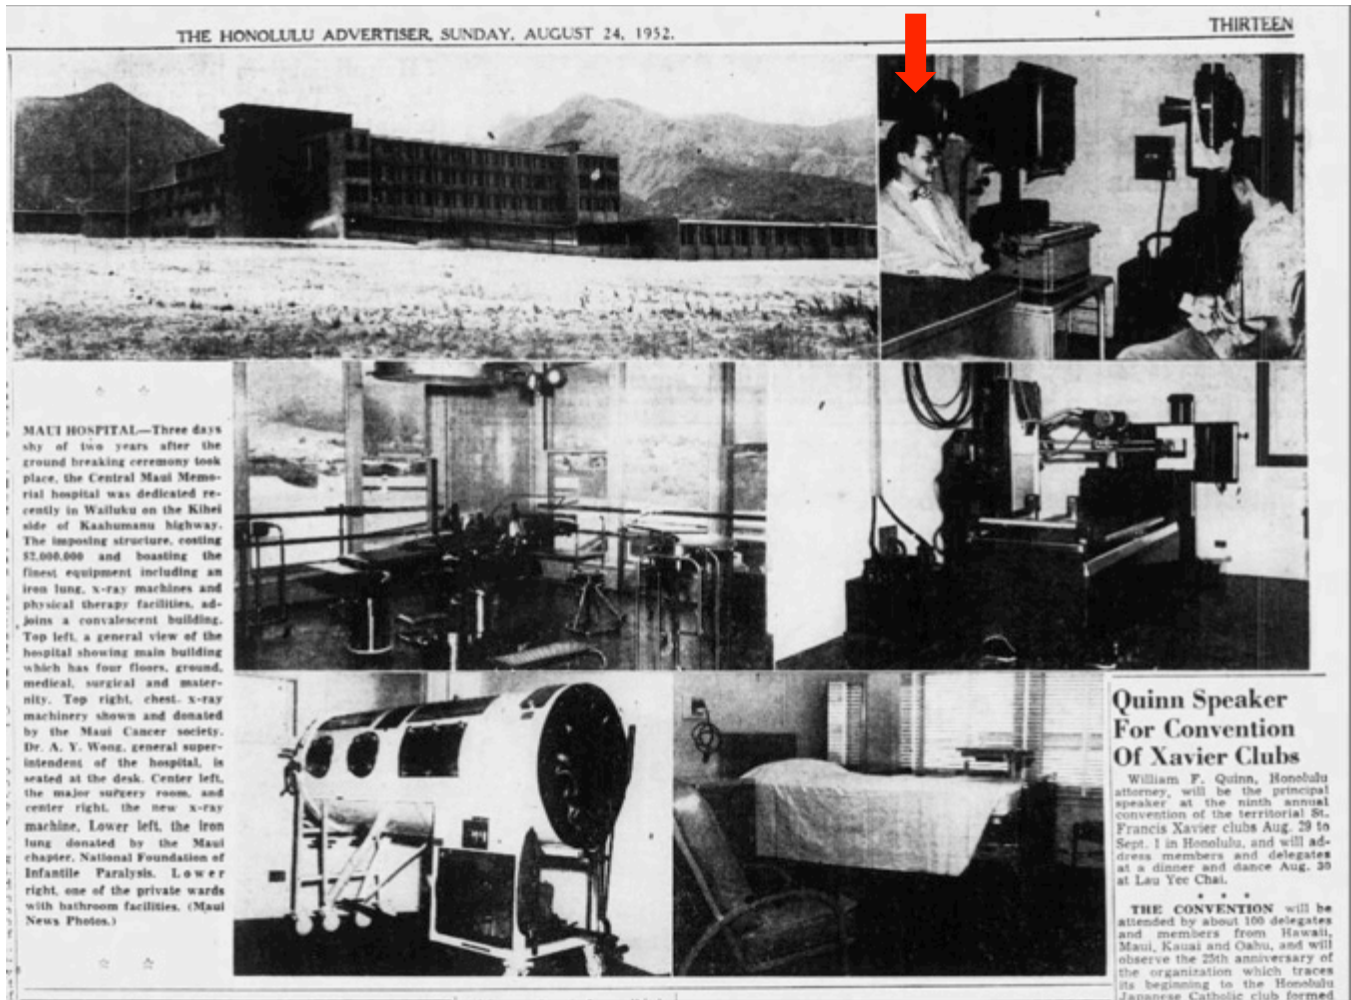 THE HONOLULU ADVERTISER, SUNDAY, AUGUST 24, 1952.
THIRTEEN
MAUI HOSPITAL—Three days
shy of two years after the
ground breaking ceremony took
place, the Central Maui Memo-
rial hospital was dedicated re-
cently in Wailuku on the Kihei
side of Kaahumanu highway.
The imposing structure, costing
$2,000,000 and boasting the
finest equipment including an
iron lung, x-ray machines and
physical therapy facilities, ad-
joins a convalescent building.
Top left, a general view of the
hospital showing main building
which has four floors, ground,
medical, surgical and mater-
nity. Top right, chest. x-ray
machinery shown and donated
by the Maui Cancer society.
Dr. A. Y. Wong, general super-
intendent of the hospital, is
seated at the desk. Center left,
the major surgery room, and
center right, the new x-ray
machine. Lower left, the iron
lung donated by the Maui
chapter, National Foundation of
Infantile Paralysis. Lower
right, one of the private wards
with bathroom facilities. (Maui
News Photos.)
Quinn Speaker
For Convention
Of Xavier Clubs
William F. Quinn, Honolulu
attorney, will be the principal
speaker at the ninth annual
convention of the territorial St.
Francis Xavier clubs Aug. 29 to
Sept. 1 in Honolulu, and will ad-
dress members and delegates
at a dinner and dance Aug. 30
at Lau Yee Chai.
THE CONVENTION will be
attended by about 100 delegates
and members from Hawaii,
Maui, Kauai and Oahu, and will
observe the 25th anniversary of
the organization which traces
its beginning to the Honolulu
Japanese Catholic club formed